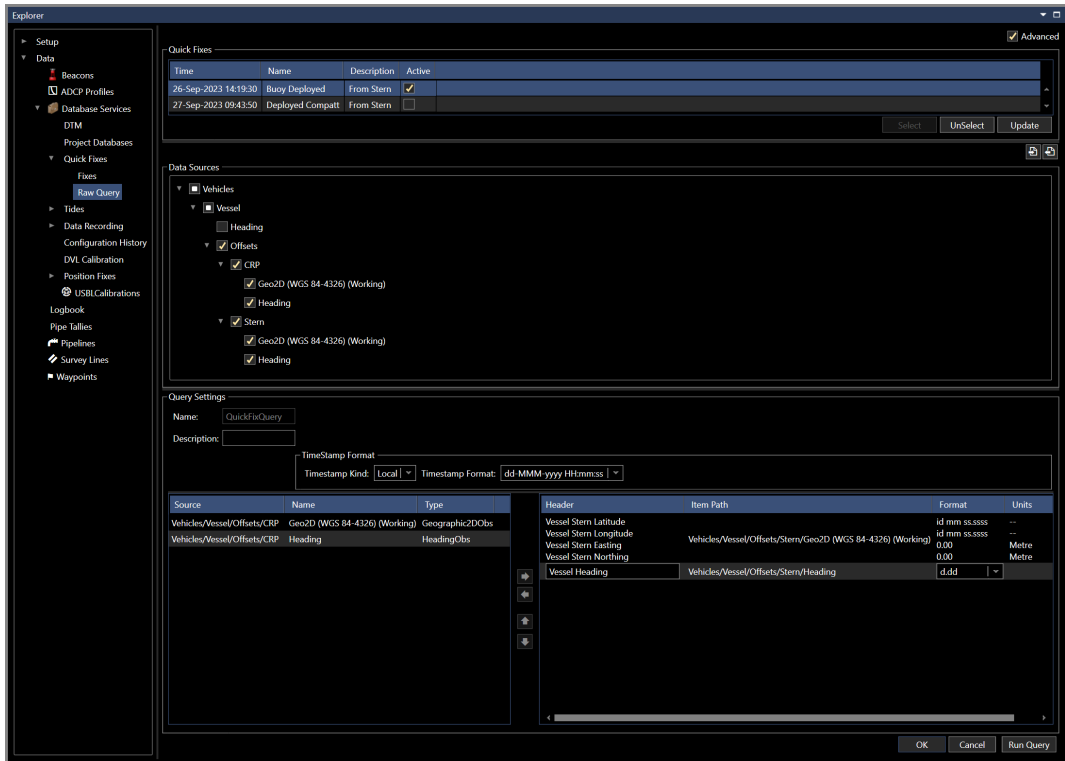 Explorer
Setup
Data
Beacons
ADCP Profiles
Database Services
DTM
Project Databases
Quick Fixes
Fixes
Raw Query
Tides
Data Recording
Configuration History
DVL Calibration
Position Fixes
USBLCalibrations
Logbook
Pipe Tallies
Pipelines
Survey Lines
Waypoints
Advanced
Quick Fixes
Time Name Description Active
26-Sep-2023 14:19:30 Buoy Deployed From Stern
27-Sep-2023 09:43:50 Deployed Compatt From Stern
Select UnSelect Update
Data Sources
Vehicles
Vessel
Heading
Offsets
CRP
Geo2D (WGS 84-4326) (Working)
Heading
Stern
Geo2D (WGS 84-4326) (Working)
Heading
Query Settings
Name: QuickFixQuery
Description:
TimeStamp Format
Timestamp Kind: Local Timestamp Format: dd-MMM-yyyy HH:mm:ss
Source Name Type
Vehicles/Vessel/Offsets/CRP Geo2D (WGS 84-4326) (Working) Geographic2DObs
Vehicles/Vessel/Offsets/CRP Heading HeadingObs
Header Item Path Format Units
Vessel Stern Latitude id mm ss.ssss --
Vessel Stern Longitude id mm ss.ssss --
Vehicles/Vessel/Offsets/Stern/Geo2D (WGS 84-4326) (Working)
Vessel Stern Easting 0.00 Metre
Vessel Stern Northing 0.00 Metre
Vessel Heading Vehicles/Vessel/Offsets/Stern/Heading d.dd
OK Cancel Run Query